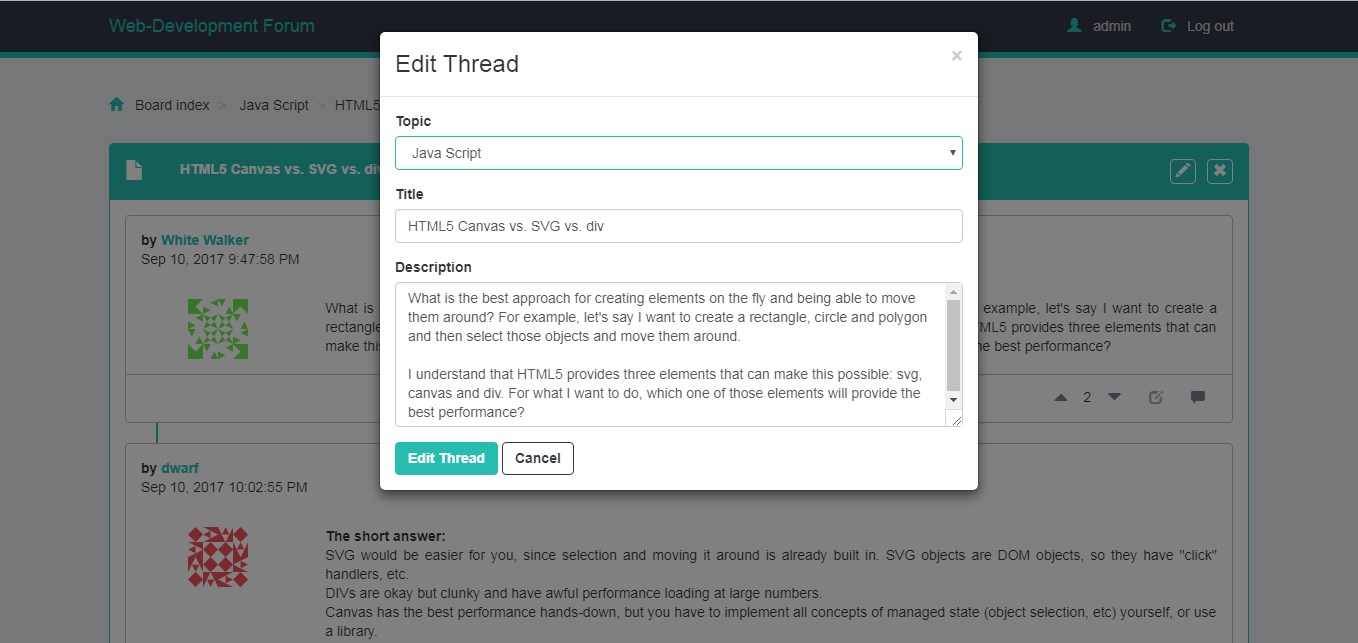 Web-Development Forum
admin
Log out
Edit Thread
×
Board index > Java Script > HTML5
Topic
Java Script
HTML5 Canvas vs. SVG vs. div
Title
HTML5 Canvas vs. SVG vs. div
by White Walker
Sep 10, 2017 9:47:58 PM
Description
What is the best approach for creating elements on the fly and being able to move
them around? For example, let's say I want to create a rectangle, circle and polygon
and then select those objects and move them around.
I understand that HTML5 provides three elements that can make this possible: svg,
canvas and div. For what I want to do, which one of those elements will provide the
best performance?
What is
example, let's say I want to create a
rectangle
provides three elements that can
make this
best performance?
2
Edit Thread
Cancel
by dwarf
Sep 10, 2017 10:02:55 PM
The short answer:
SVG would be easier for you, since selection and moving it around is already built in. SVG objects are DOM objects, so they have "click"
handlers, etc.
DIVs are okay but clunky and have awful performance loading at large numbers.
Canvas has the best performance hands-down, but you have to implement all concepts of managed state (object selection, etc) yourself, or use
a library.